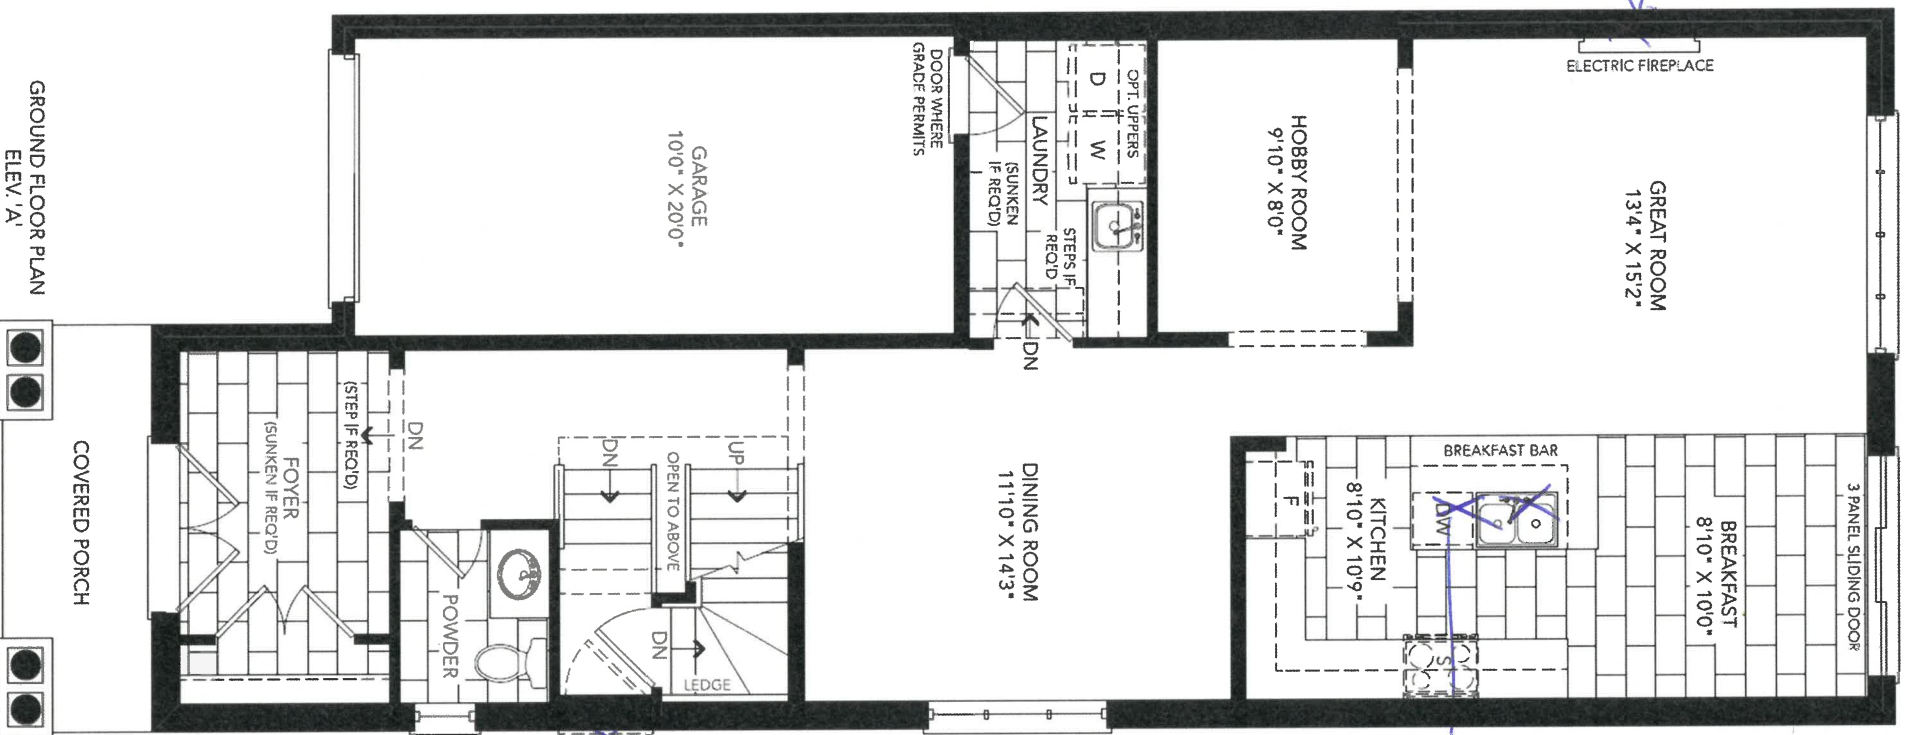 GROUND FLOOR PLAN
ELEV. 'A'
COVERED PORCH
FOYER
(SUNKEN IF REQ'D)
(STEP IF REQ'D)
DN
POWDER
GARAGE
10'0" X 20'0"
DOOR WHERE
GRADE PERMITS
DN
OPEN TO ABOVE
UP
DN
LEDGE
LAUNDRY
(SUNKEN
IF REQ'D)
OPT. UPPERS
D
W
STEPS IF
REQ'D
DN
DINING ROOM
11'10" X 14'3"
HOBBY ROOM
9'10" X 8'0"
ELECTRIC FIREPLACE
GREAT ROOM
13'4" X 15'2"
BREAKFAST BAR
F
KITCHEN
8'10" X 10'9"
DW
S
BREAKFAST
8'10" X 10'0"
3 PANEL SLIDING DOOR